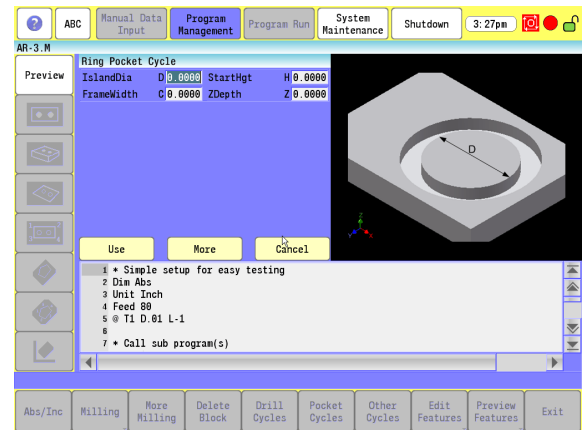 ? ABC Manual Data Input Program Management Program Run System Maintenance Shutdown 3:27pm
AR-3.M
Preview
Ring Pocket Cycle
IslandDia D 0.0000 StartHgt H 0.0000
FrameWidth C 0.0000 ZDepth Z 0.0000
D
Z
Y X
Use More Cancel
1 * Simple setup for easy testing
2 Dim Abs
3 Unit Inch
4 Feed 80
5 @ T1 D.01 L-1
6
7 * Call sub program(s)
Abs/Inc Milling More Milling Delete Block Drill Cycles Pocket Cycles Other Cycles Edit Features Preview Features Exit